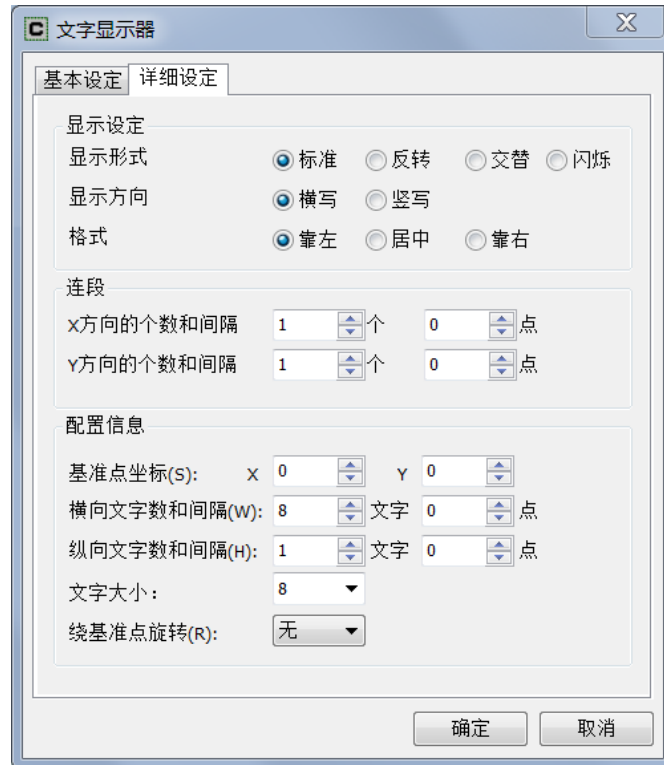 C 文字显示器
基本设定 详细设定
显示设定
显示形式 标准 反转 交替 闪烁
显示方向 横写 竖写
格式 靠左 居中 靠右
连段
X方向的个数和间隔 1 个 0 点
Y方向的个数和间隔 1 个 0 点
配置信息
基准点坐标(S): X 0 Y 0
横向文字数和间隔(W): 8 文字 0 点
纵向文字数和间隔(H): 1 文字 0 点
文字大小: 8
绕基准点旋转(R): 无
确定 取消